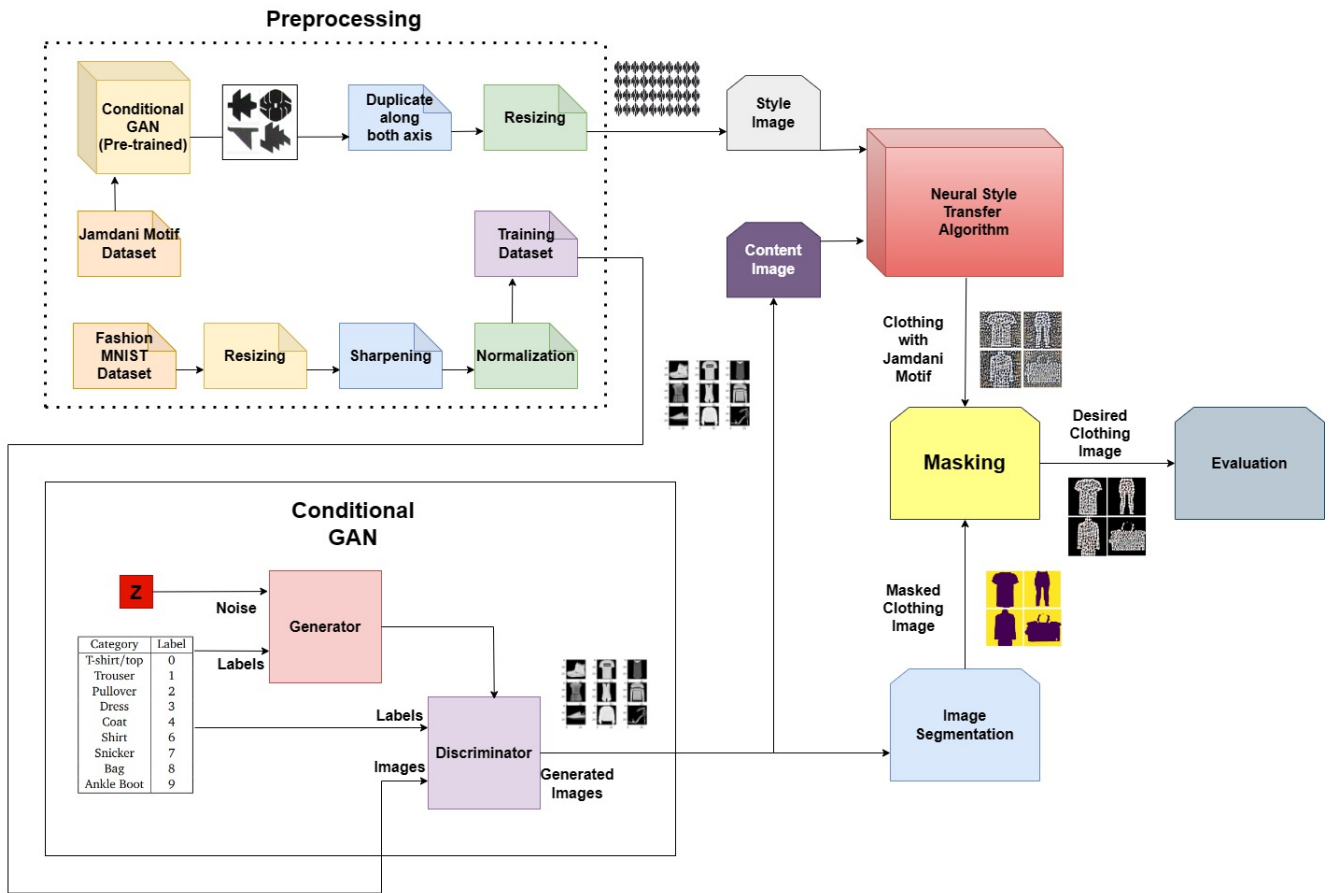 Preprocessing
Conditional
GAN
(Pre-trained)
Duplicate
along
both axis
Resizing
Style
Image
Neural Style
Transfer
Algorithm
Jamdani Motif
Dataset
Training
Dataset
Content
Image
Fashion
MNIST
Dataset
Resizing
Sharpening
Normalization
Clothing
with
Jamdani
Motif
Masking
Desired
Clothing
Image
Evaluation
Conditional
GAN
Z
Noise
Generator
Labels
Category Label
T-shirt/top 0
Trouser 1
Pullover 2
Dress 3
Coat 4
Shirt 6
Snicker 7
Bag 8
Ankle Boot 9
Labels
Images
Discriminator
Generated
Images
Masked
Clothing
Image
Image
Segmentation